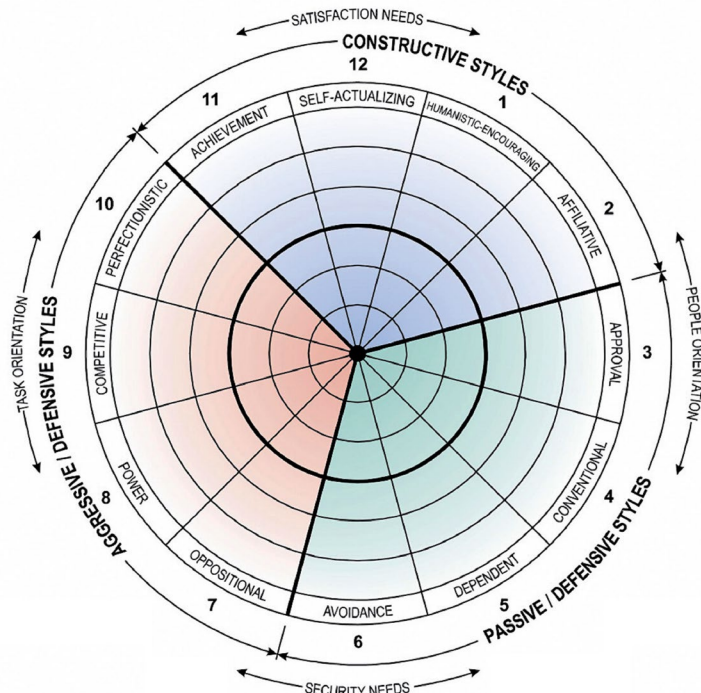 SATISFACTION NEEDS
CONSTRUCTIVE STYLES
12
11
1
SELF-ACTUALIZING
ACHIEVEMENT
HUMANISTIC-ENCOURAGING
10
2
PERFECTIONISTIC
AFFILIATIVE
TASK ORIENTATION
AGGRESSIVE / DEFENSIVE STYLES
9
COMPETITIVE
APPROVAL
3
PEOPLE ORIENTATION
8
POWER
CONVENTIONAL
4
PASSIVE / DEFENSIVE STYLES
OPPOSITIONAL
DEPENDENT
7
AVOIDANCE
5
6
SECURITY NEEDS